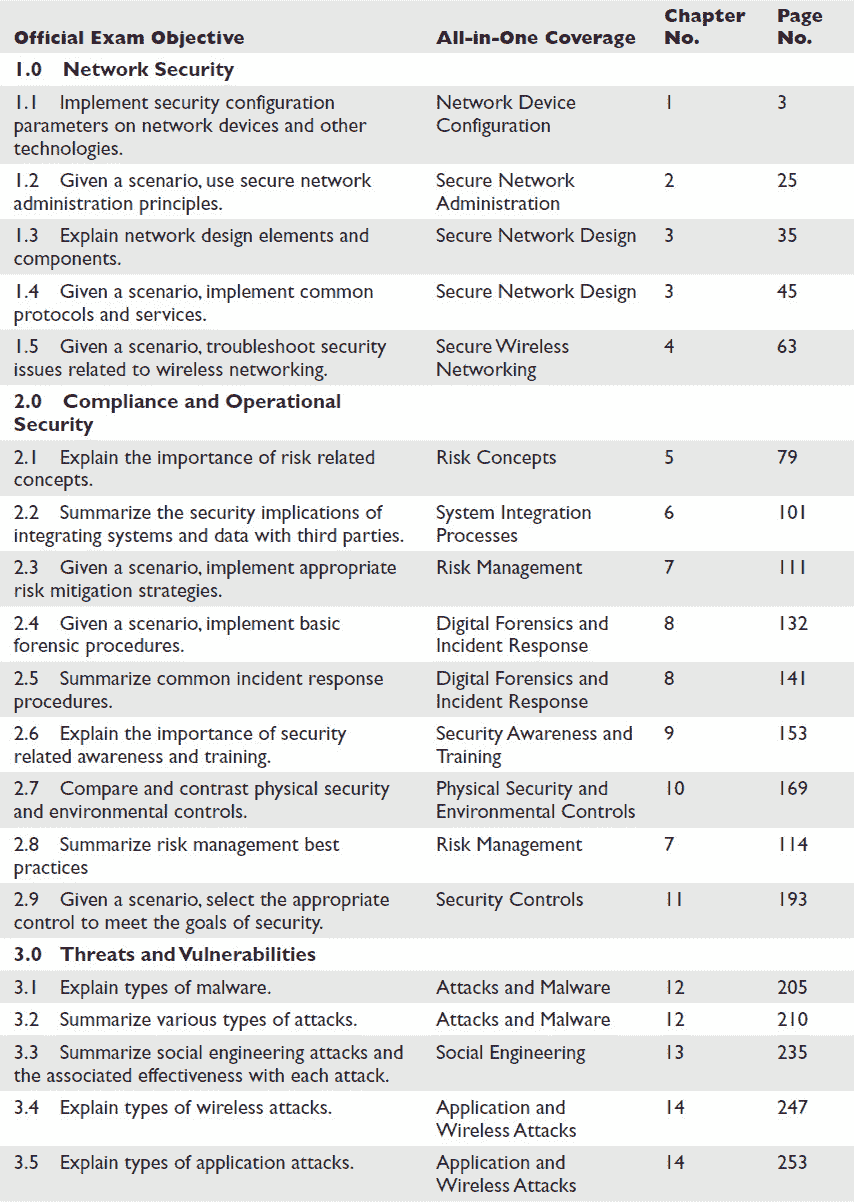 Official Exam Objective All-in-One Coverage Chapter No. Page No.
1.0 Network Security
1.1 Implement security configuration Network Device 1 3
parameters on network devices and other Configuration
technologies.
1.2 Given a scenario, use secure network Secure Network 2 25
administration principles. Administration
1.3 Explain network design elements and Secure Network Design 3 35
components.
1.4 Given a scenario, implement common Secure Network Design 3 45
protocols and services.
1.5 Given a scenario, troubleshoot security Secure Wireless 4 63
issues related to wireless networking. Networking
2.0 Compliance and Operational
Security
2.1 Explain the importance of risk related Risk Concepts 5 79
concepts.
2.2 Summarize the security implications of System Integration 6 101
integrating systems and data with third parties. Processes
2.3 Given a scenario, implement appropriate Risk Management 7 111
risk mitigation strategies.
2.4 Given a scenario, implement basic Digital Forensics and 8 132
forensic procedures. Incident Response
2.5 Summarize common incident response Digital Forensics and 8 141
procedures. Incident Response
2.6 Explain the importance of security Security Awareness and 9 153
related awareness and training. Training
2.7 Compare and contrast physical security Physical Security and 10 169
and environmental controls. Environmental Controls
2.8 Summarize risk management best Risk Management 7 114
practices
2.9 Given a scenario, select the appropriate Security Controls 11 193
control to meet the goals of security.
3.0 Threats and Vulnerabilities
3.1 Explain types of malware. Attacks and Malware 12 205
3.2 Summarize various types of attacks. Attacks and Malware 12 210
3.3 Summarize social engineering attacks and Social Engineering 13 235
the associated effectiveness with each attack.
3.4 Explain types of wireless attacks. Application and 14 247
Wireless Attacks
3.5 Explain types of application attacks. Application and 14 253
Wireless Attacks